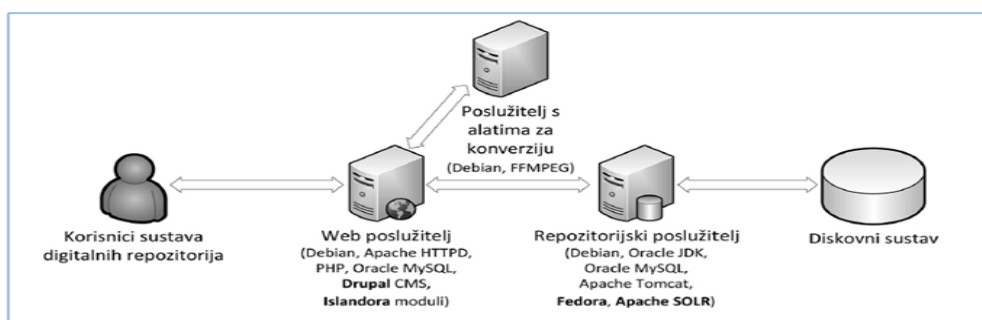 Poslužitelj s
alatima za
konverziju
(Debian, FFMPEG)
Korisnici sustava
digitalnih repozitorija
Web poslužitelj
(Debian, Apache HTTPD,
PHP, Oracle MySQL,
Drupal CMS,
Islandora moduli)
Repozitorijski poslužitelj
(Debian, Oracle JDK,
Oracle MySQL,
Apache Tomcat,
Fedora, Apache SOLR)
Diskovni sustav